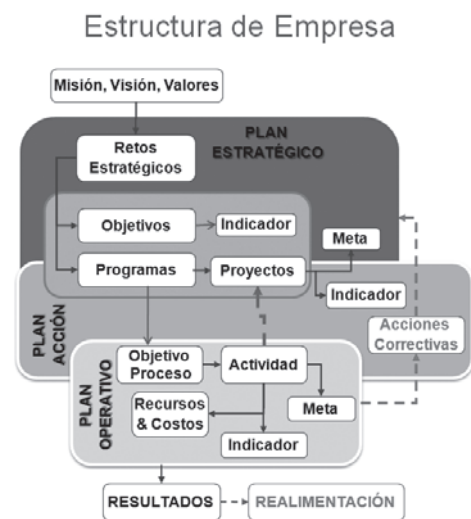 Estructura de Empresa
Misión, Visión, Valores
PLAN
ESTRATÉGICO
Retos
Estratégicos
Objetivos
Indicador
Meta
Programas
Proyectos
Indicador
PLAN
ACCIÓN
Acciones
Correctivas
Objetivo
Proceso
Actividad
PLAN
OPERATIVO
Recursos
& Costos
Meta
Indicador
RESULTADOS
REALIMENTACIÓN